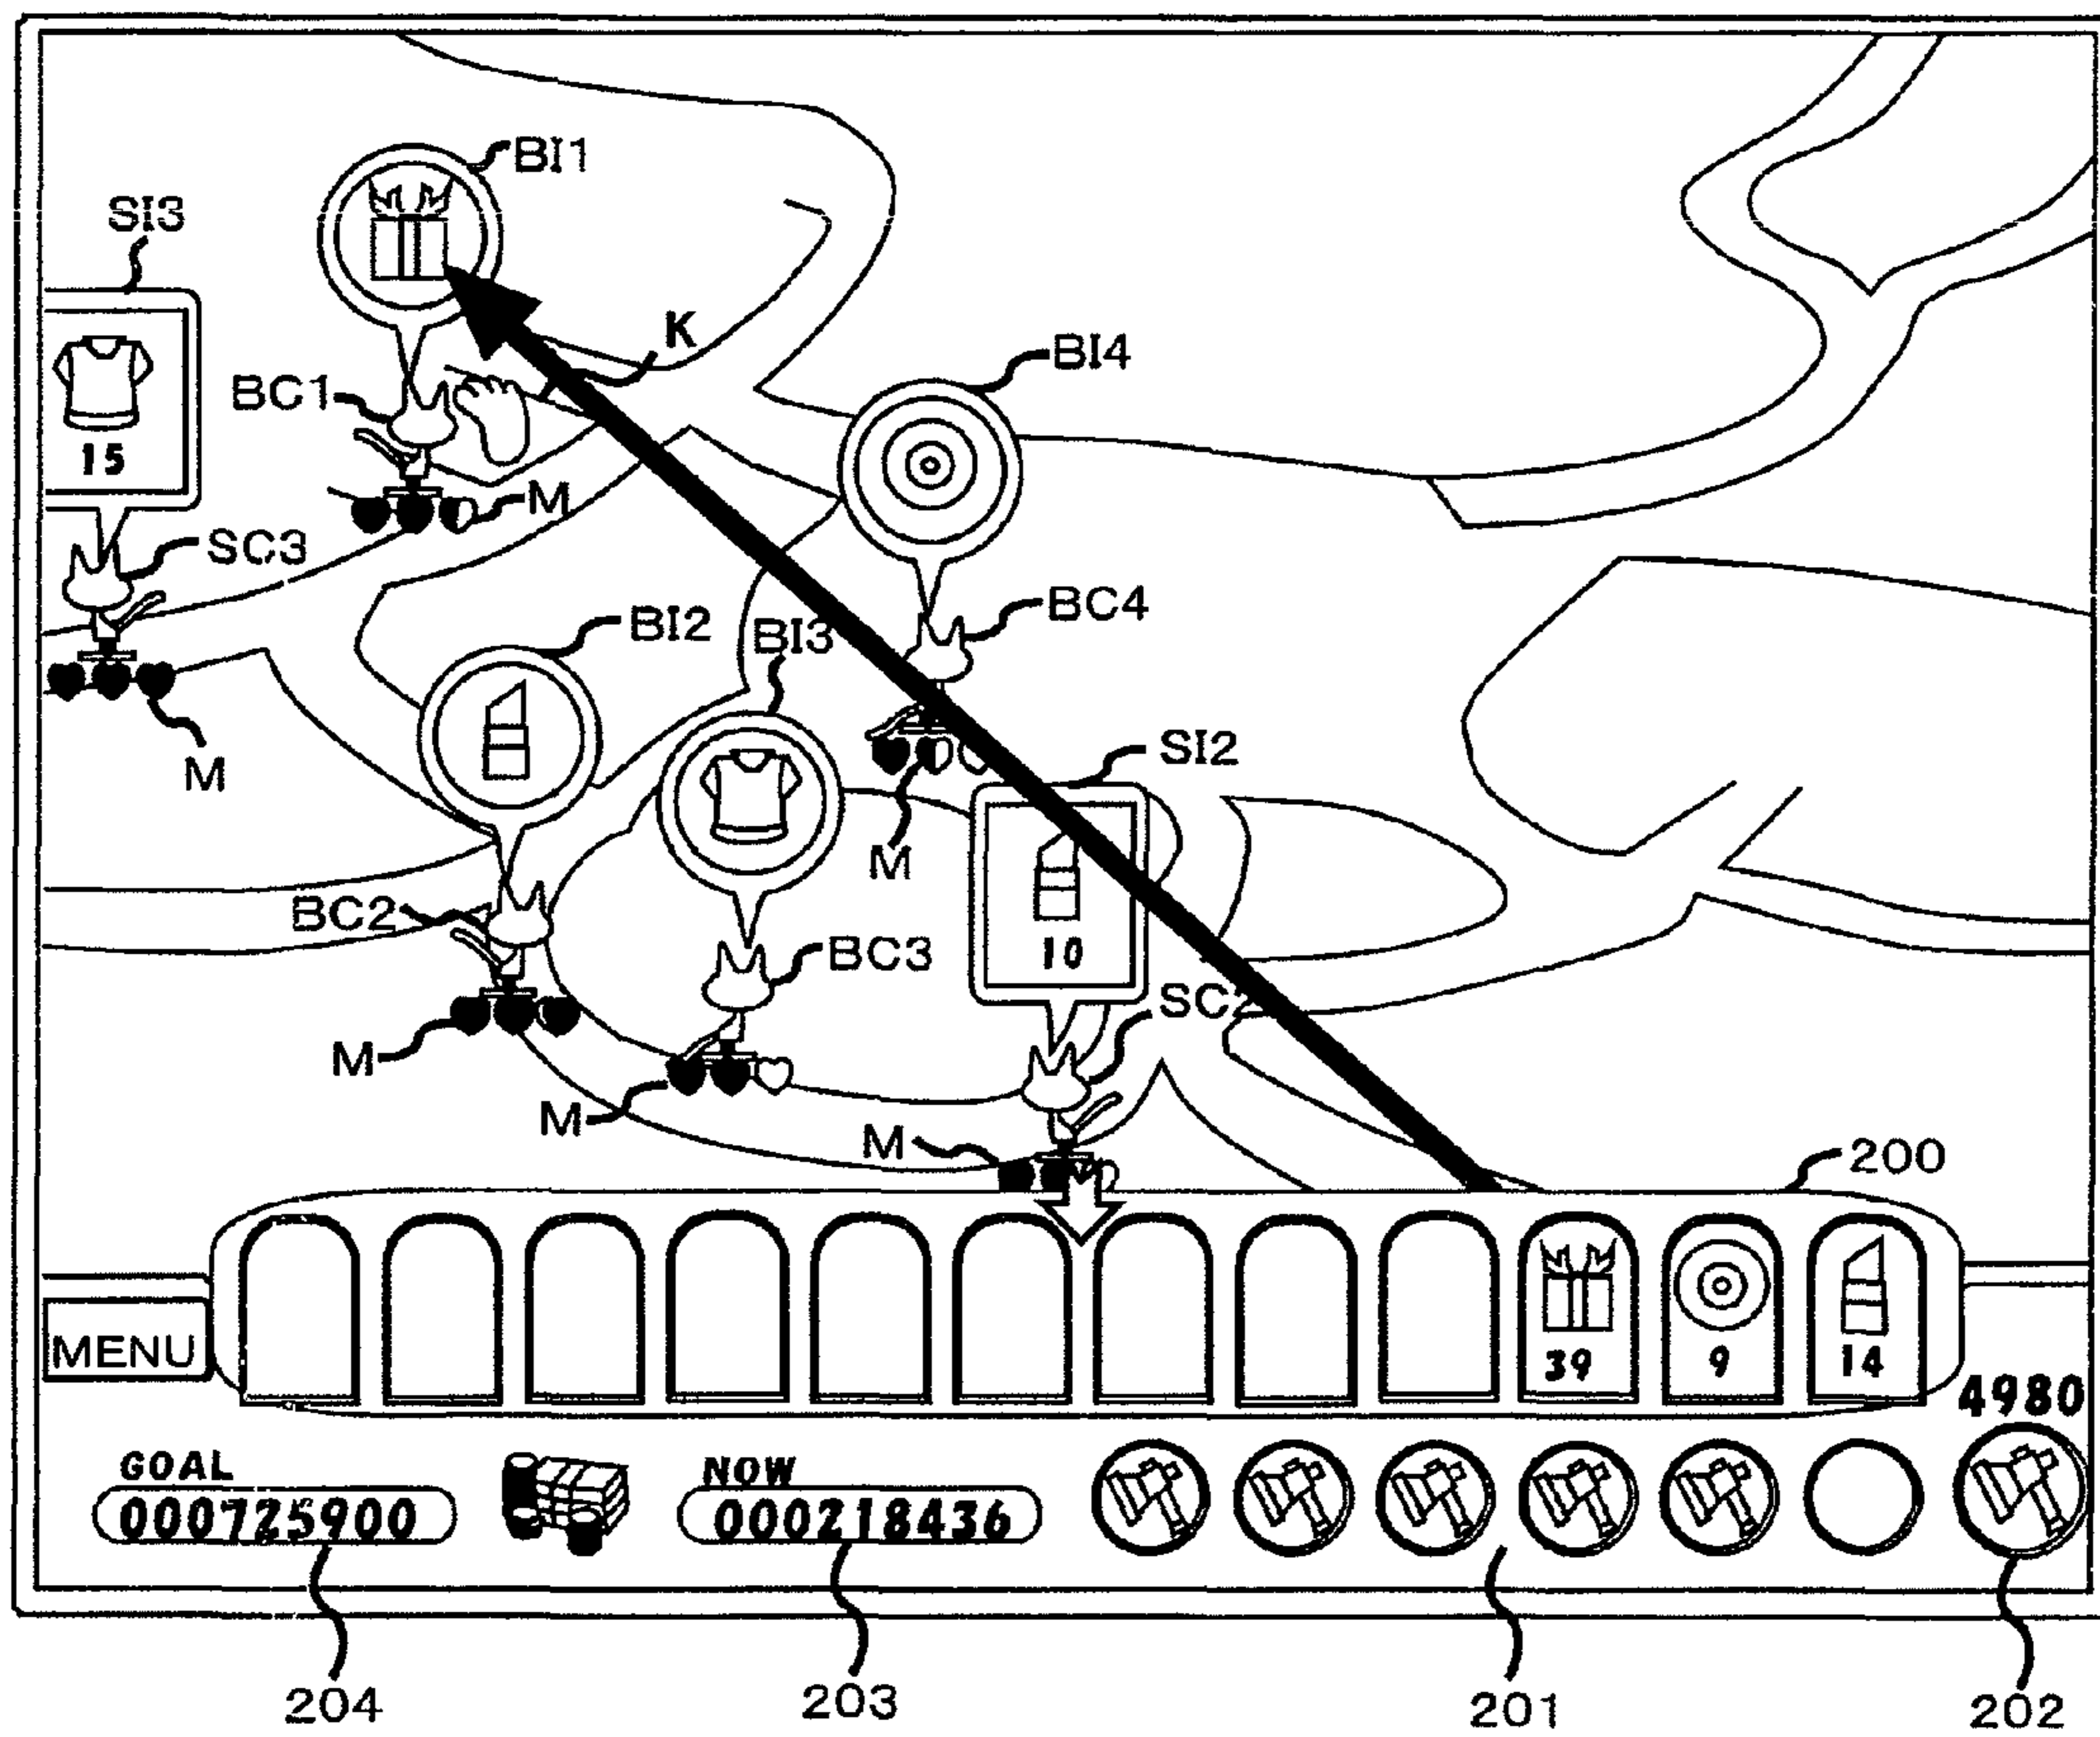 BI1
SI3
K
BI4
BC1
15
M
SC3
BC4
BI2
BI3
SI2
M
M
BC2
BC3
10
SC2
M
M
M
200
MENU
39
9
14
4980
GOAL
NOW
000725900
000218436
204
203
201
202